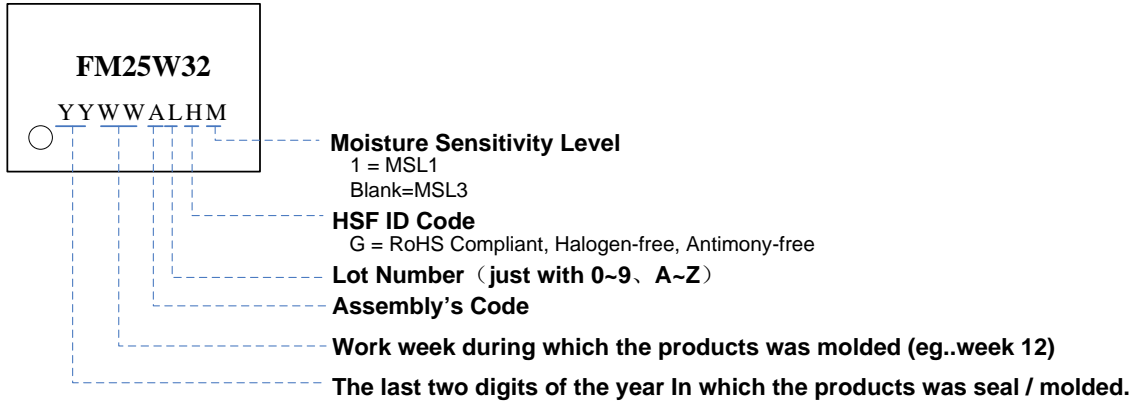 FM25W32
YYWWALHM
Moisture Sensitivity Level
1 = MSL1
Blank=MSL3
HSF ID Code
G = RoHS Compliant, Halogen-free, Antimony-free
Lot Number（just with 0~9、A~Z）
Assembly’s Code
Work week during which the products was molded (eg..week 12)
The last two digits of the year In which the products was seal / molded.